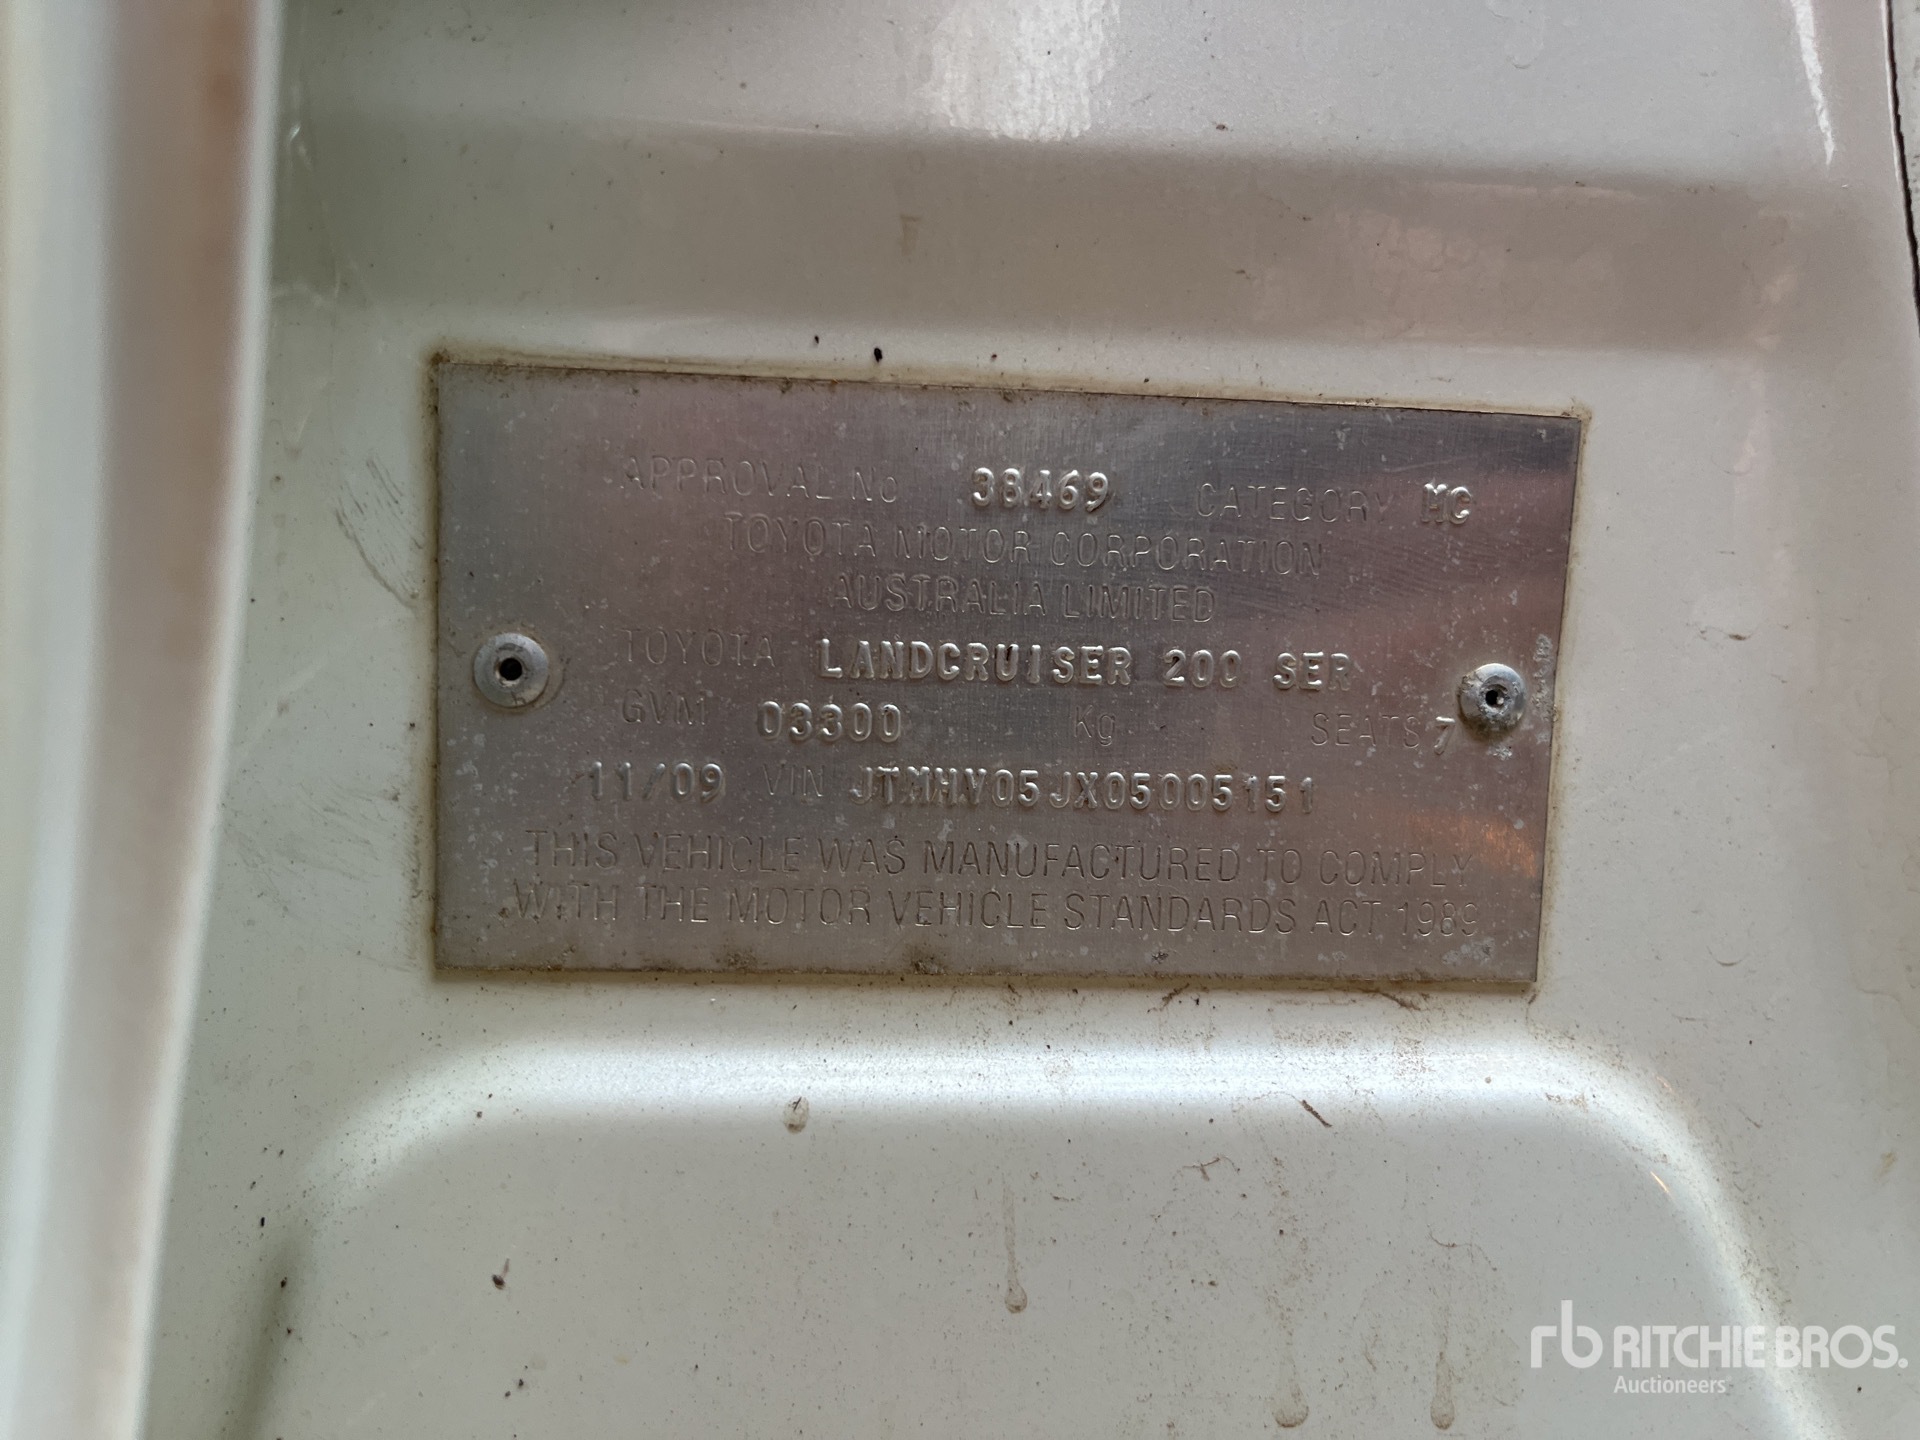 APPROVAL No 38469 CATEGORY MC
TOYOTA MOTOR CORPORATION
AUSTRALIA LIMITED
TOYOTA LANDCRUISER 200 SER
GVM 03300 Kg SEATS 7
11/09 VIN JTMHV05JX05005151
THIS VEHICLE WAS MANUFACTURED TO COMPLY
WITH THE MOTOR VEHICLE STANDARDS ACT 1989
rb RITCHIE BROS.
Auctioneers